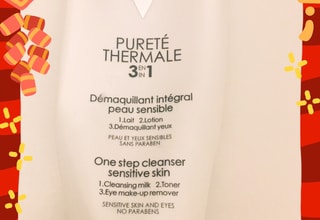 PURETÉ
THERMALE
3 EN IN 1
Démaquillant intégral
peau sensible
1.Lait 2.Lotion
3.Démaquillant yeux
PEAU ET YEUX SENSIBLES
SANS PARABEN
One step cleanser
sensitive skin
1.Cleansing milk 2.Toner
3.Eye make-up remover
SENSITIVE SKIN AND EYES
NO PARABENS